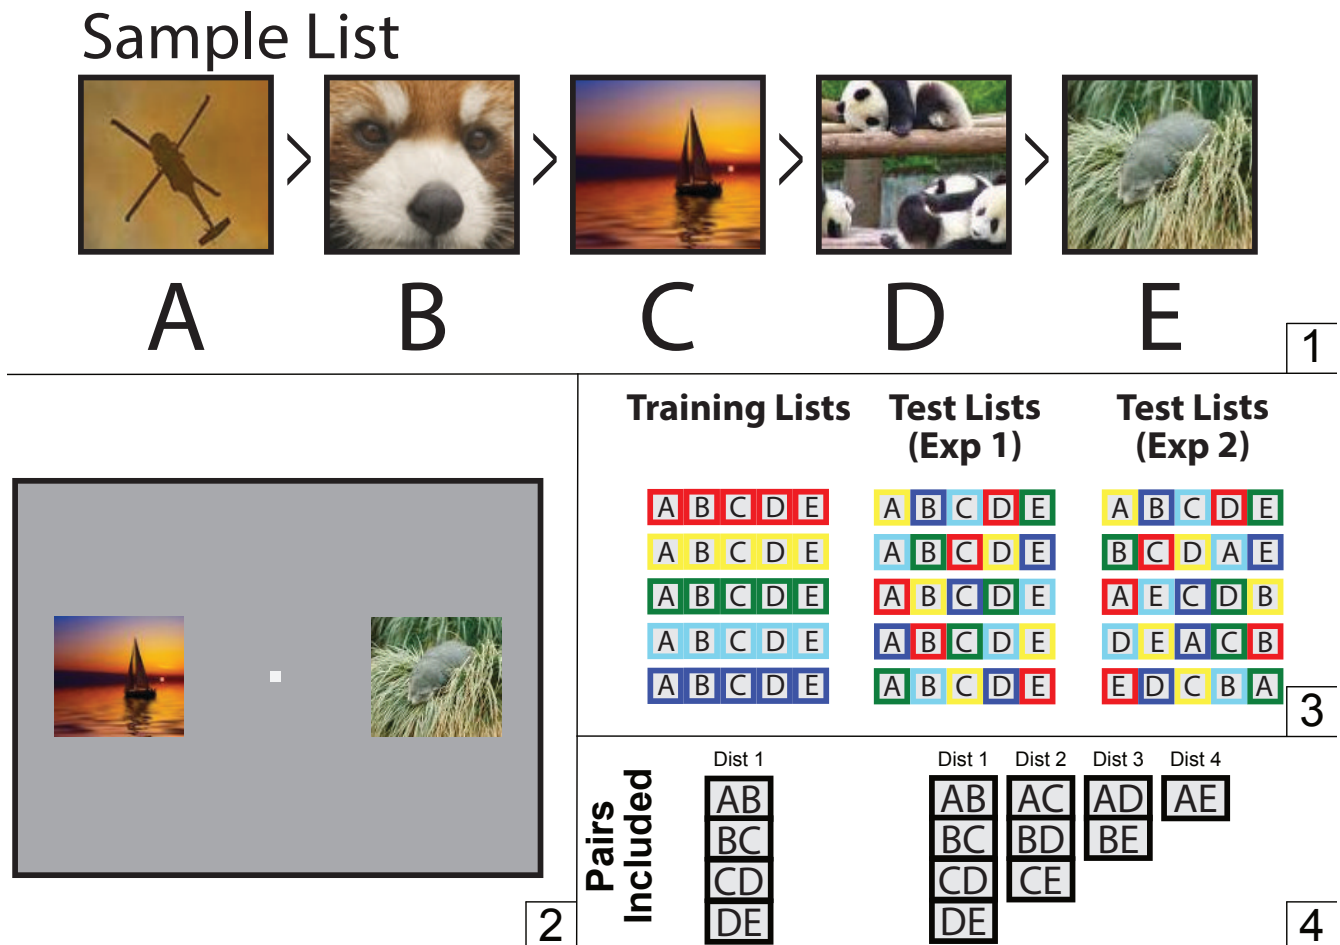 Sample List
> > > >
A B C D E
1
2
Training Lists
A B C D E
A B C D E
A B C D E
A B C D E
A B C D E
Test Lists
(Exp 1)
A B C D E
A B C D E
A B C D E
A B C D E
A B C D E
Test Lists
(Exp 2)
A B C D E
B C D A E
A E C D B
D E A C B
E D C B A
3
Pairs
Included
Dist 1
AB
BC
CD
DE
Dist 1 Dist 2 Dist 3 Dist 4
AB AC AD AE
BC BD BE
CD CE
DE
4